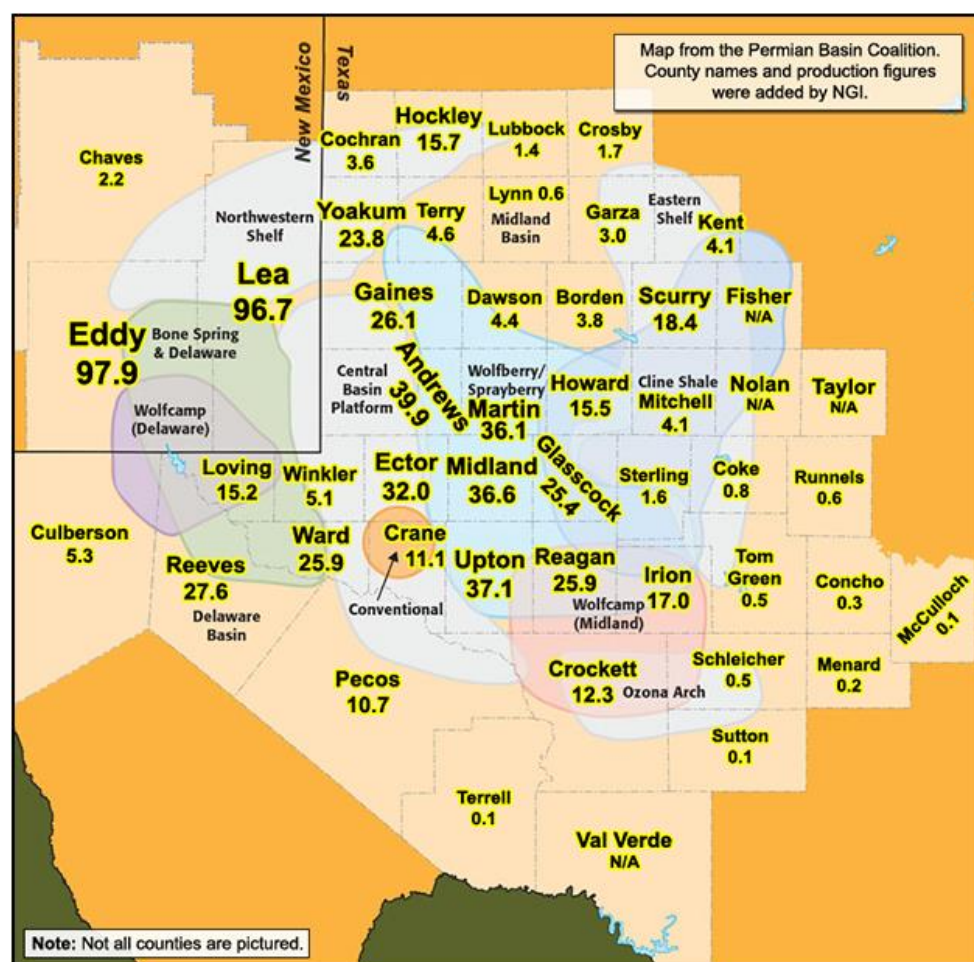 Map from the Permian Basin Coalition.
County names and production figures
were added by NGI.
New Mexico
Texas
Hockley
15.7
Cochran
3.6
Lubbock
1.4
Crosby
1.7
Chaves
2.2
Northwestern
Shelf
Yoakum
23.8
Terry
4.6
Lynn 0.6
Midland
Basin
Garza
3.0
Eastern
Shelf
Kent
4.1
Lea
96.7
Gaines
26.1
Dawson
4.4
Borden
3.8
Scurry
18.4
Fisher
N/A
Eddy
97.9
Bone Spring
& Delaware
Central
Basin
Platform
Andrews
39.9
Wolfberry/
Sprayberry
Martin
36.1
Howard
15.5
Cline Shale
Mitchell
4.1
Nolan
N/A
Taylor
N/A
Wolfcamp
(Delaware)
Loving
15.2
Winkler
5.1
Ector
32.0
Midland
36.6
Glasscock
25.4
Sterling
1.6
Coke
0.8
Runnels
0.6
Culberson
5.3
Reeves
27.6
Delaware
Basin
Ward
25.9
Crane
11.1
Conventional
Upton
37.1
Reagan
25.9
Irion
17.0
Wolfcamp
(Midland)
Tom
Green
0.5
Concho
0.3
McCulloch
0.1
Pecos
10.7
Crockett
12.3
Ozona Arch
Schleicher
0.5
Menard
0.2
Sutton
0.1
Terrell
0.1
Val Verde
N/A
Note: Not all counties are pictured.